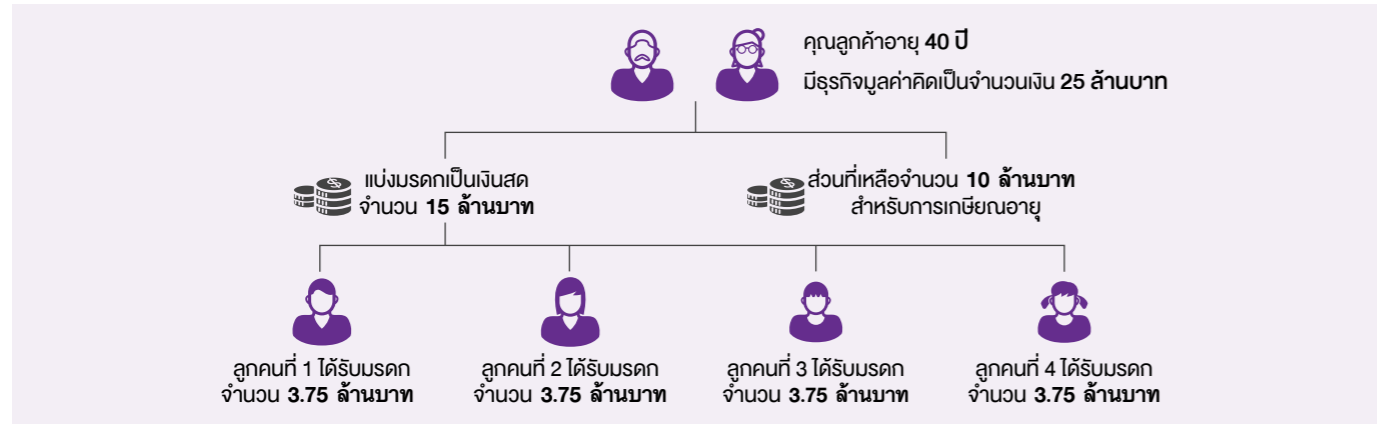 คุณลูกค้าอายุ 40 ปี
มีธุรกิจมูลค่าคิดเป็นจำนวนเงิน 25 ล้านบาท
แบ่งมรดกเป็นเงินสด
จำนวน 15 ล้านบาท
ส่วนที่เหลือจำนวน 10 ล้านบาท
สำหรับการเกษียณอายุ
ลูกคนที่ 1 ได้รับมรดก
จำนวน 3.75 ล้านบาท
ลูกคนที่ 2 ได้รับมรดก
จำนวน 3.75 ล้านบาท
ลูกคนที่ 3 ได้รับมรดก
จำนวน 3.75 ล้านบาท
ลูกคนที่ 4 ได้รับมรดก
จำนวน 3.75 ล้านบาท